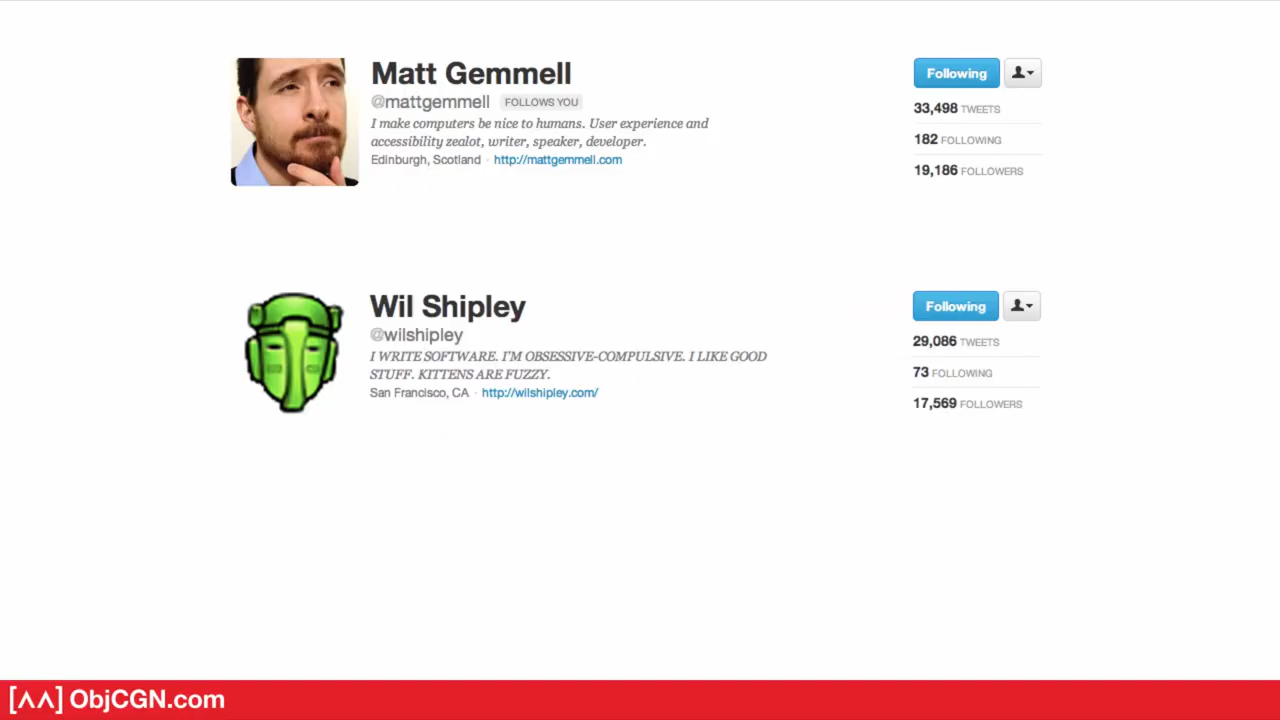 Matt Gemmell
@mattgemmell FOLLOWS YOU
I make computers be nice to humans. User experience and
accessibility zealot, writer, speaker, developer.
Edinburgh, Scotland · http://mattgemmell.com
Following
33,498 TWEETS
182 FOLLOWING
19,186 FOLLOWERS
Wil Shipley
@wilshipley
I WRITE SOFTWARE. I'M OBSESSIVE-COMPULSIVE. I LIKE GOOD
STUFF. KITTENS ARE FUZZY.
San Francisco, CA · http://wilshipley.com/
Following
29,086 TWEETS
73 FOLLOWING
17,569 FOLLOWERS
[^^] ObjCGN.com